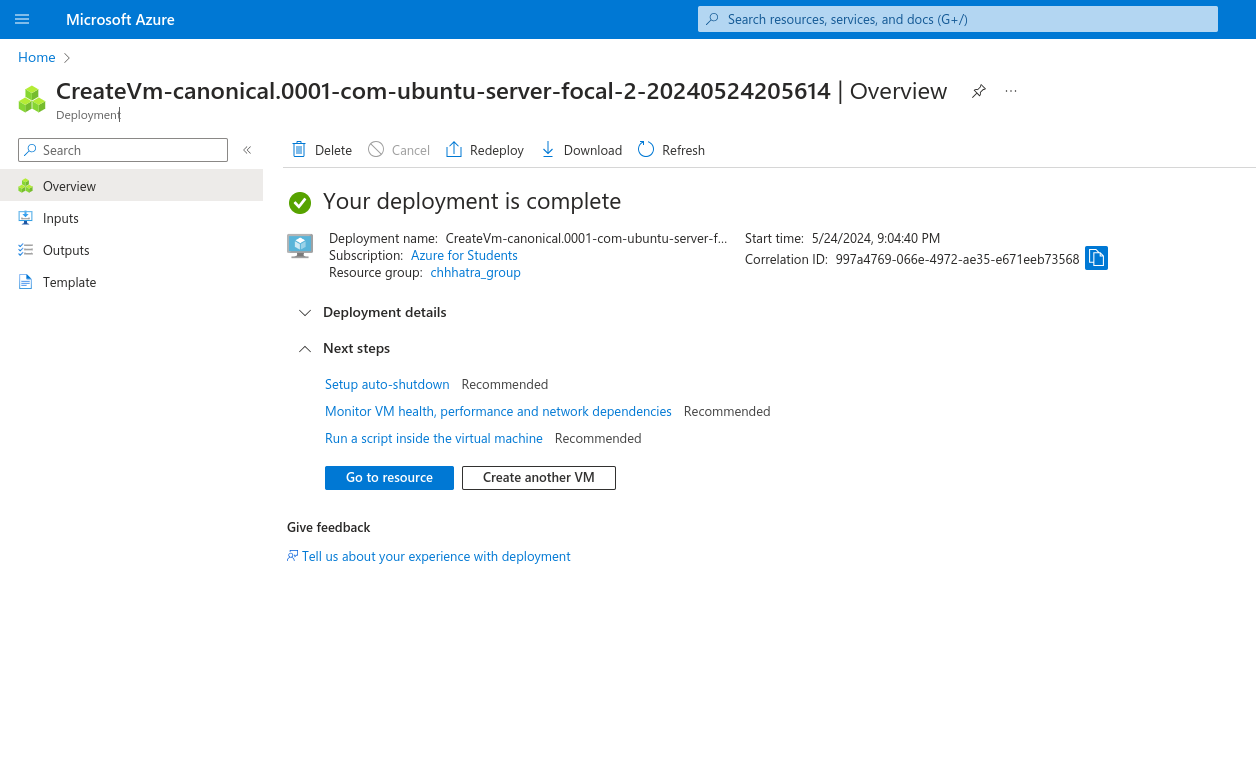 Microsoft Azure
Search resources, services, and docs (G+/)
Home
CreateVm-canonical.0001-com-ubuntu-server-focal-2-20240524205614 | Overview
Deployment
Search
Delete
Cancel
Redeploy
Download
Refresh
Overview
Inputs
Outputs
Template
Your deployment is complete
Deployment name: CreateVm-canonical.0001-com-ubuntu-server-f...
Subscription: Azure for Students
Resource group: chhhatra_group
Start time: 5/24/2024, 9:04:40 PM
Correlation ID: 997a4769-066e-4972-ae35-e671eeb73568
Deployment details
Next steps
Setup auto-shutdown Recommended
Monitor VM health, performance and network dependencies Recommended
Run a script inside the virtual machine Recommended
Go to resource
Create another VM
Give feedback
Tell us about your experience with deployment